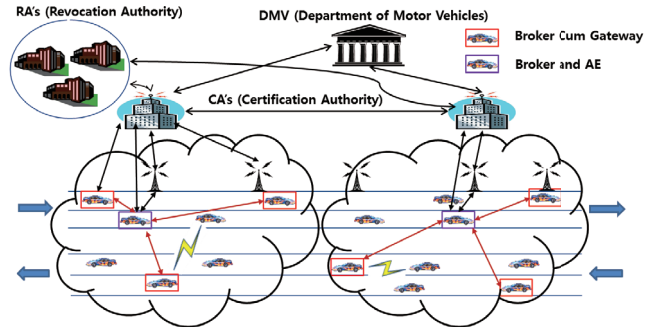 RA's (Revocation Authority)
DMV (Department of Motor Vehicles)
Broker Cum Gateway
Broker and AE
CA's (Certification Authority)